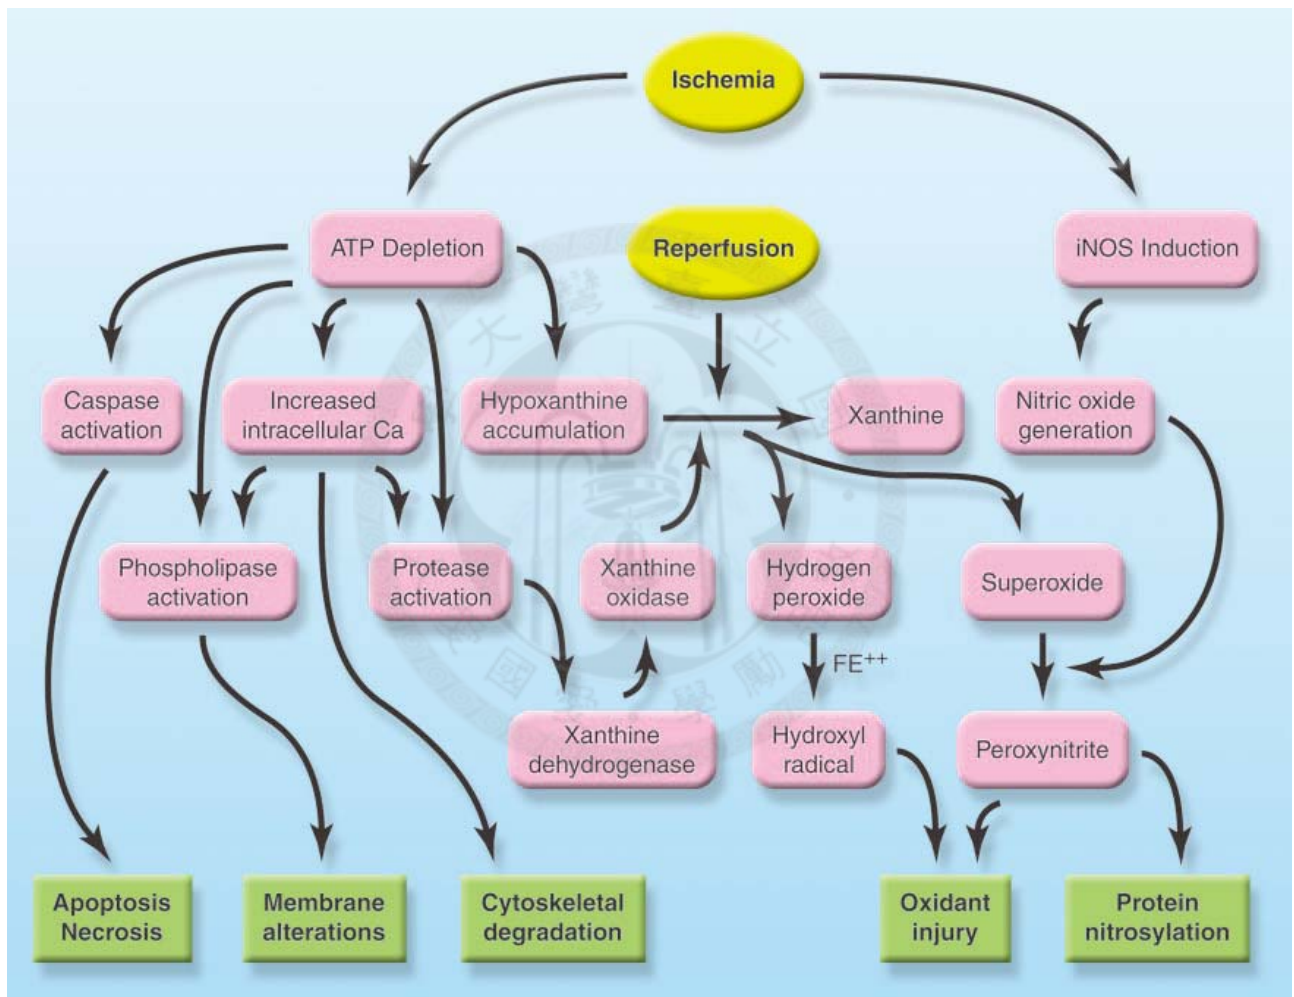 Ischemia
ATP Depletion
Reperfusion
iNOS Induction
Caspase
activation
Increased
intracellular Ca
Hypoxanthine
accumulation
Xanthine
Nitric oxide
generation
Phospholipase
activation
Protease
activation
Xanthine
oxidase
Hydrogen
peroxide
Superoxide
FE++
Xanthine
dehydrogenase
Hydroxyl
radical
Peroxynitrite
Apoptosis
Necrosis
Membrane
alterations
Cytoskeletal
degradation
Oxidant
injury
Protein
nitrosylation